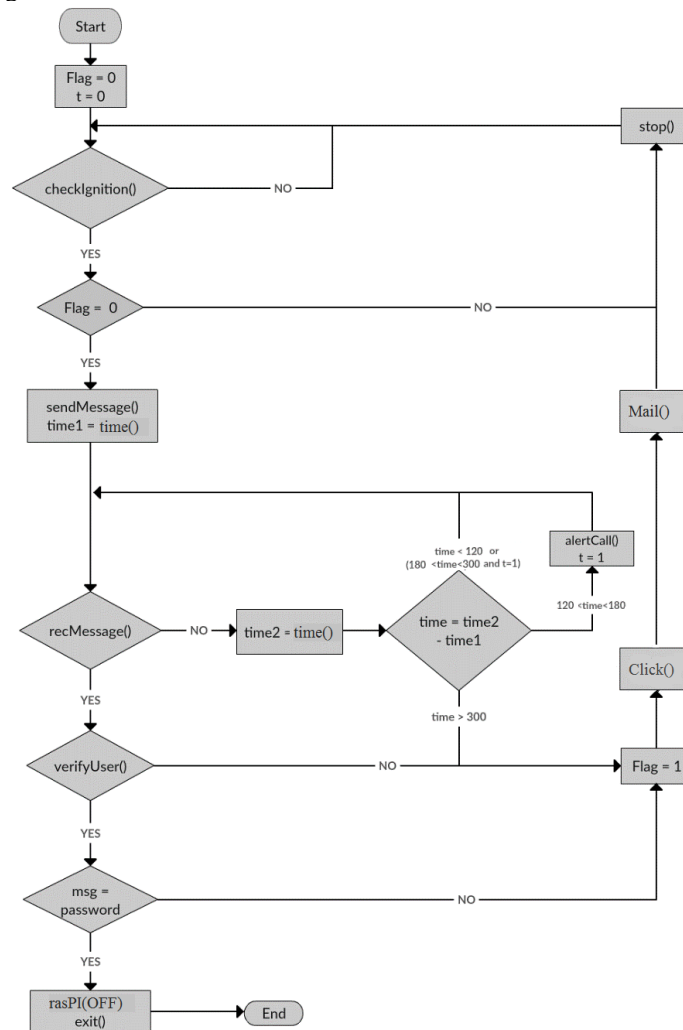 Start
Flag = 0
t = 0
stop()
checkIgnition()
NO
YES
Flag = 0
NO
YES
sendMessage()
time1 = time()
Mail()
time < 120 or
(180 <time<300 and t=1)
alertCall()
t = 1
120 <time<180
recMessage()
NO
time2 = time()
time = time2
- time1
Click()
YES
time > 300
verifyUser()
NO
Flag = 1
YES
msg =
password
NO
YES
rasPI(OFF)
exit()
End